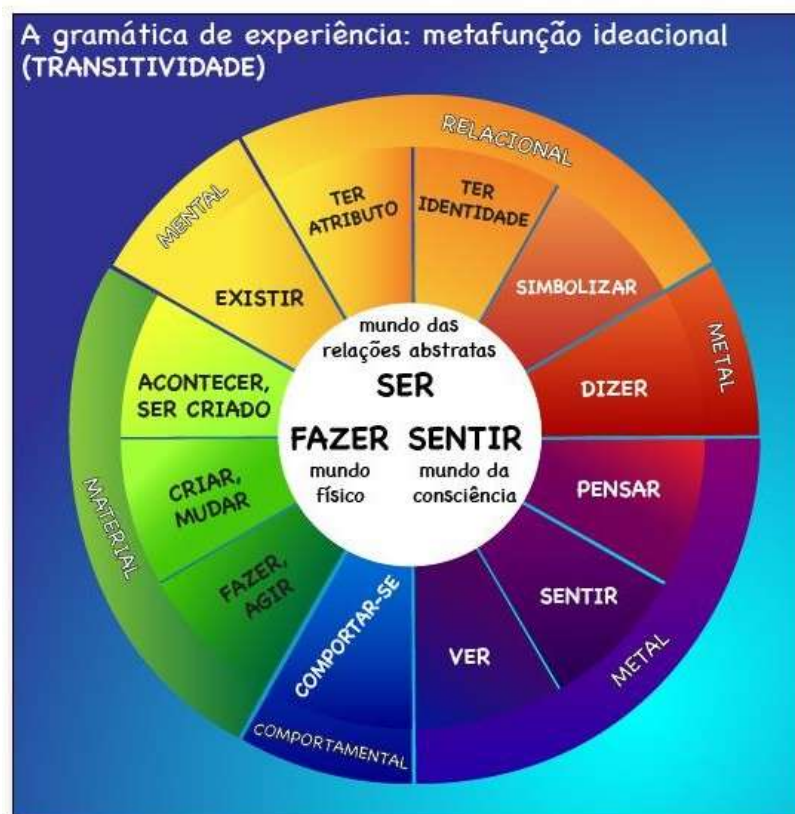 A gramática de experiência: metafunção ideacional
(TRANSITIVIDADE)
RELACIONAL
MENTAL
TER
ATRIBUTO
TER
IDENTIDADE
SIMBOLIZAR
EXISTIR
METAL
DIZER
mundo das
relações abstratas
SER
ACONTECER,
SER CRIADO
FAZER
mundo
físico
SENTIR
mundo da
consciência
PENSAR
CRIAR,
MUDAR
MATERIAL
FAZER,
AGIR
SENTIR
COMPORTAR-SE
VER
METAL
COMPORTAMENTAL